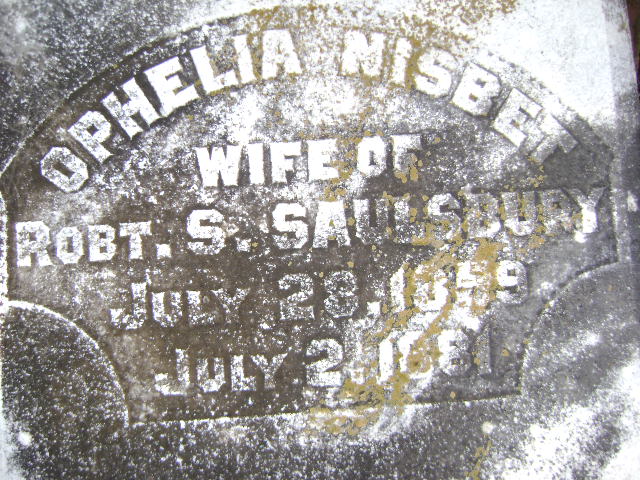 OPHELIA NISBET
WIFE OF
ROBT. S. SAULSBURY
JULY 28, 1859
JULY 2, 1881